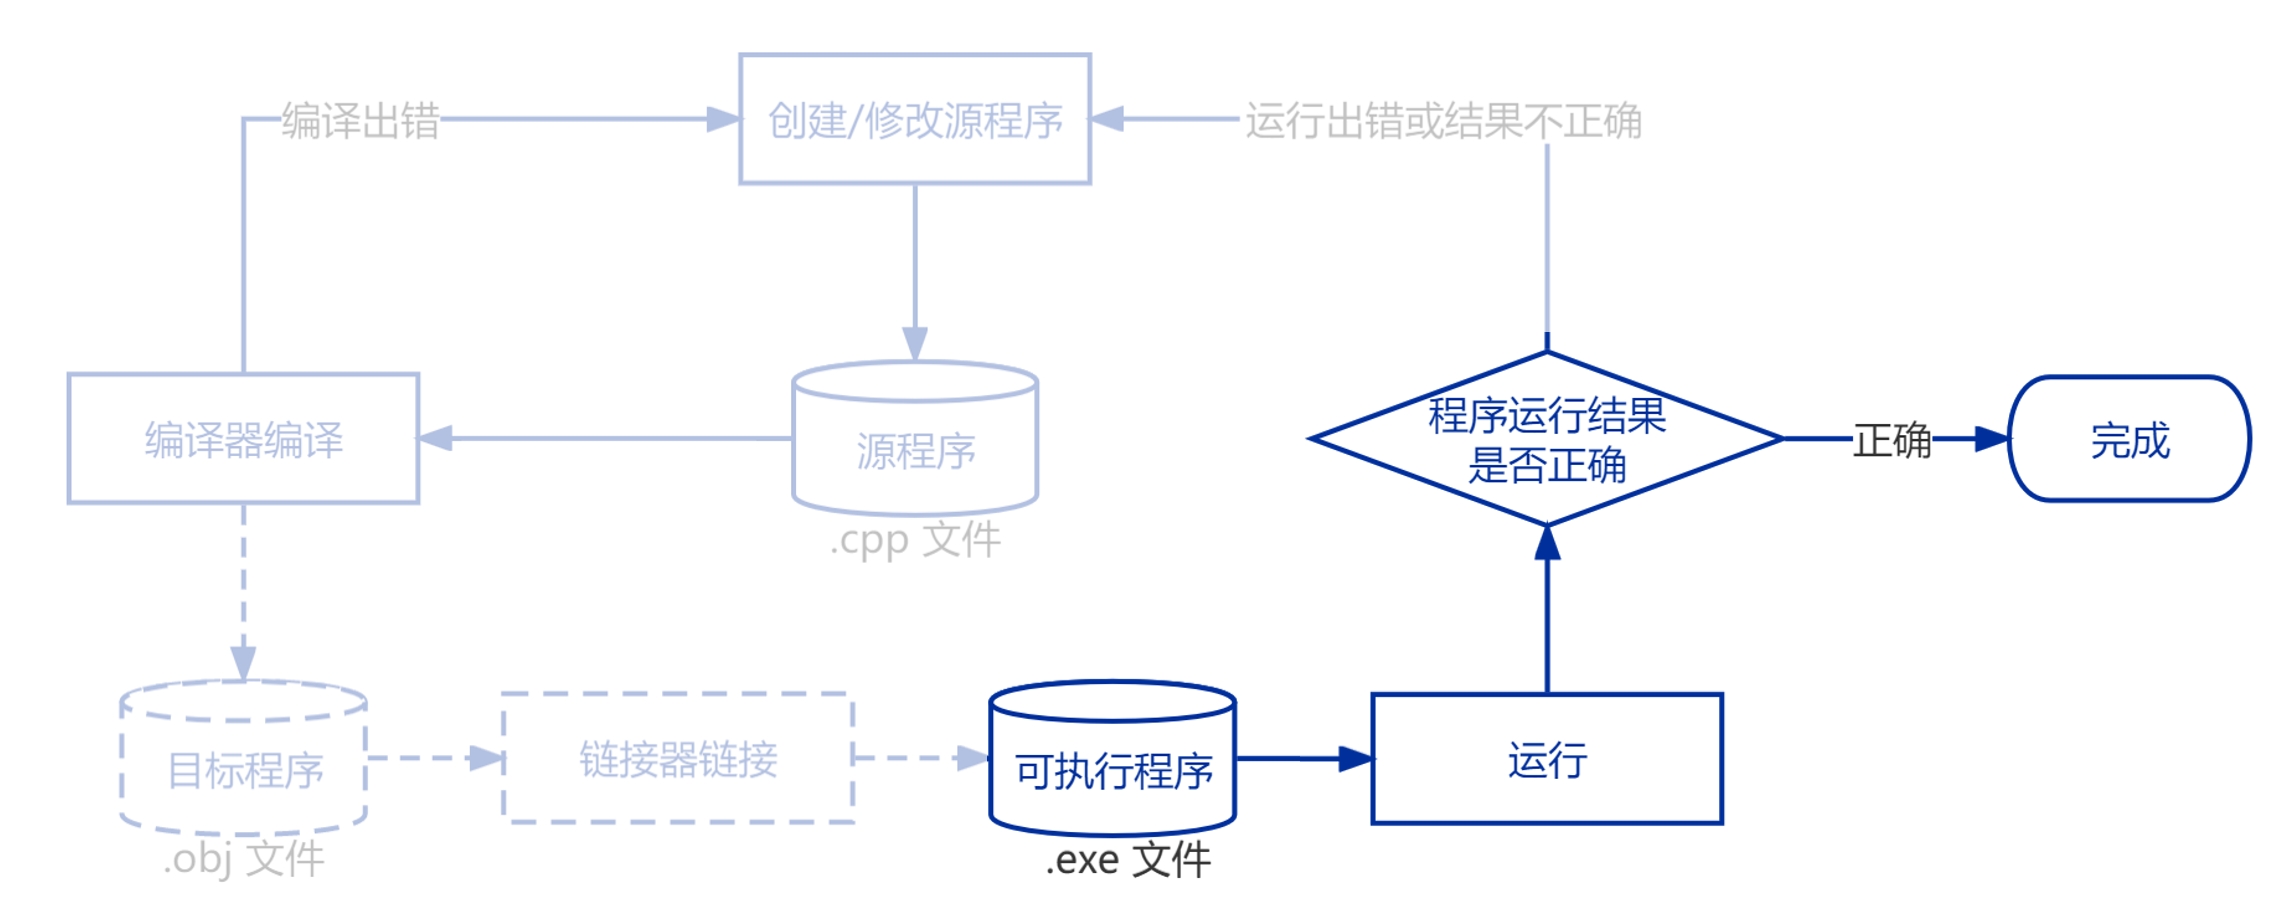 编译出错
创建/修改源程序
运行出错或结果不正确
编译器编译
源程序
.cpp 文件
程序运行结果
是否正确
正确
完成
目标程序
.obj 文件
链接器链接
可执行程序
.exe 文件
运行